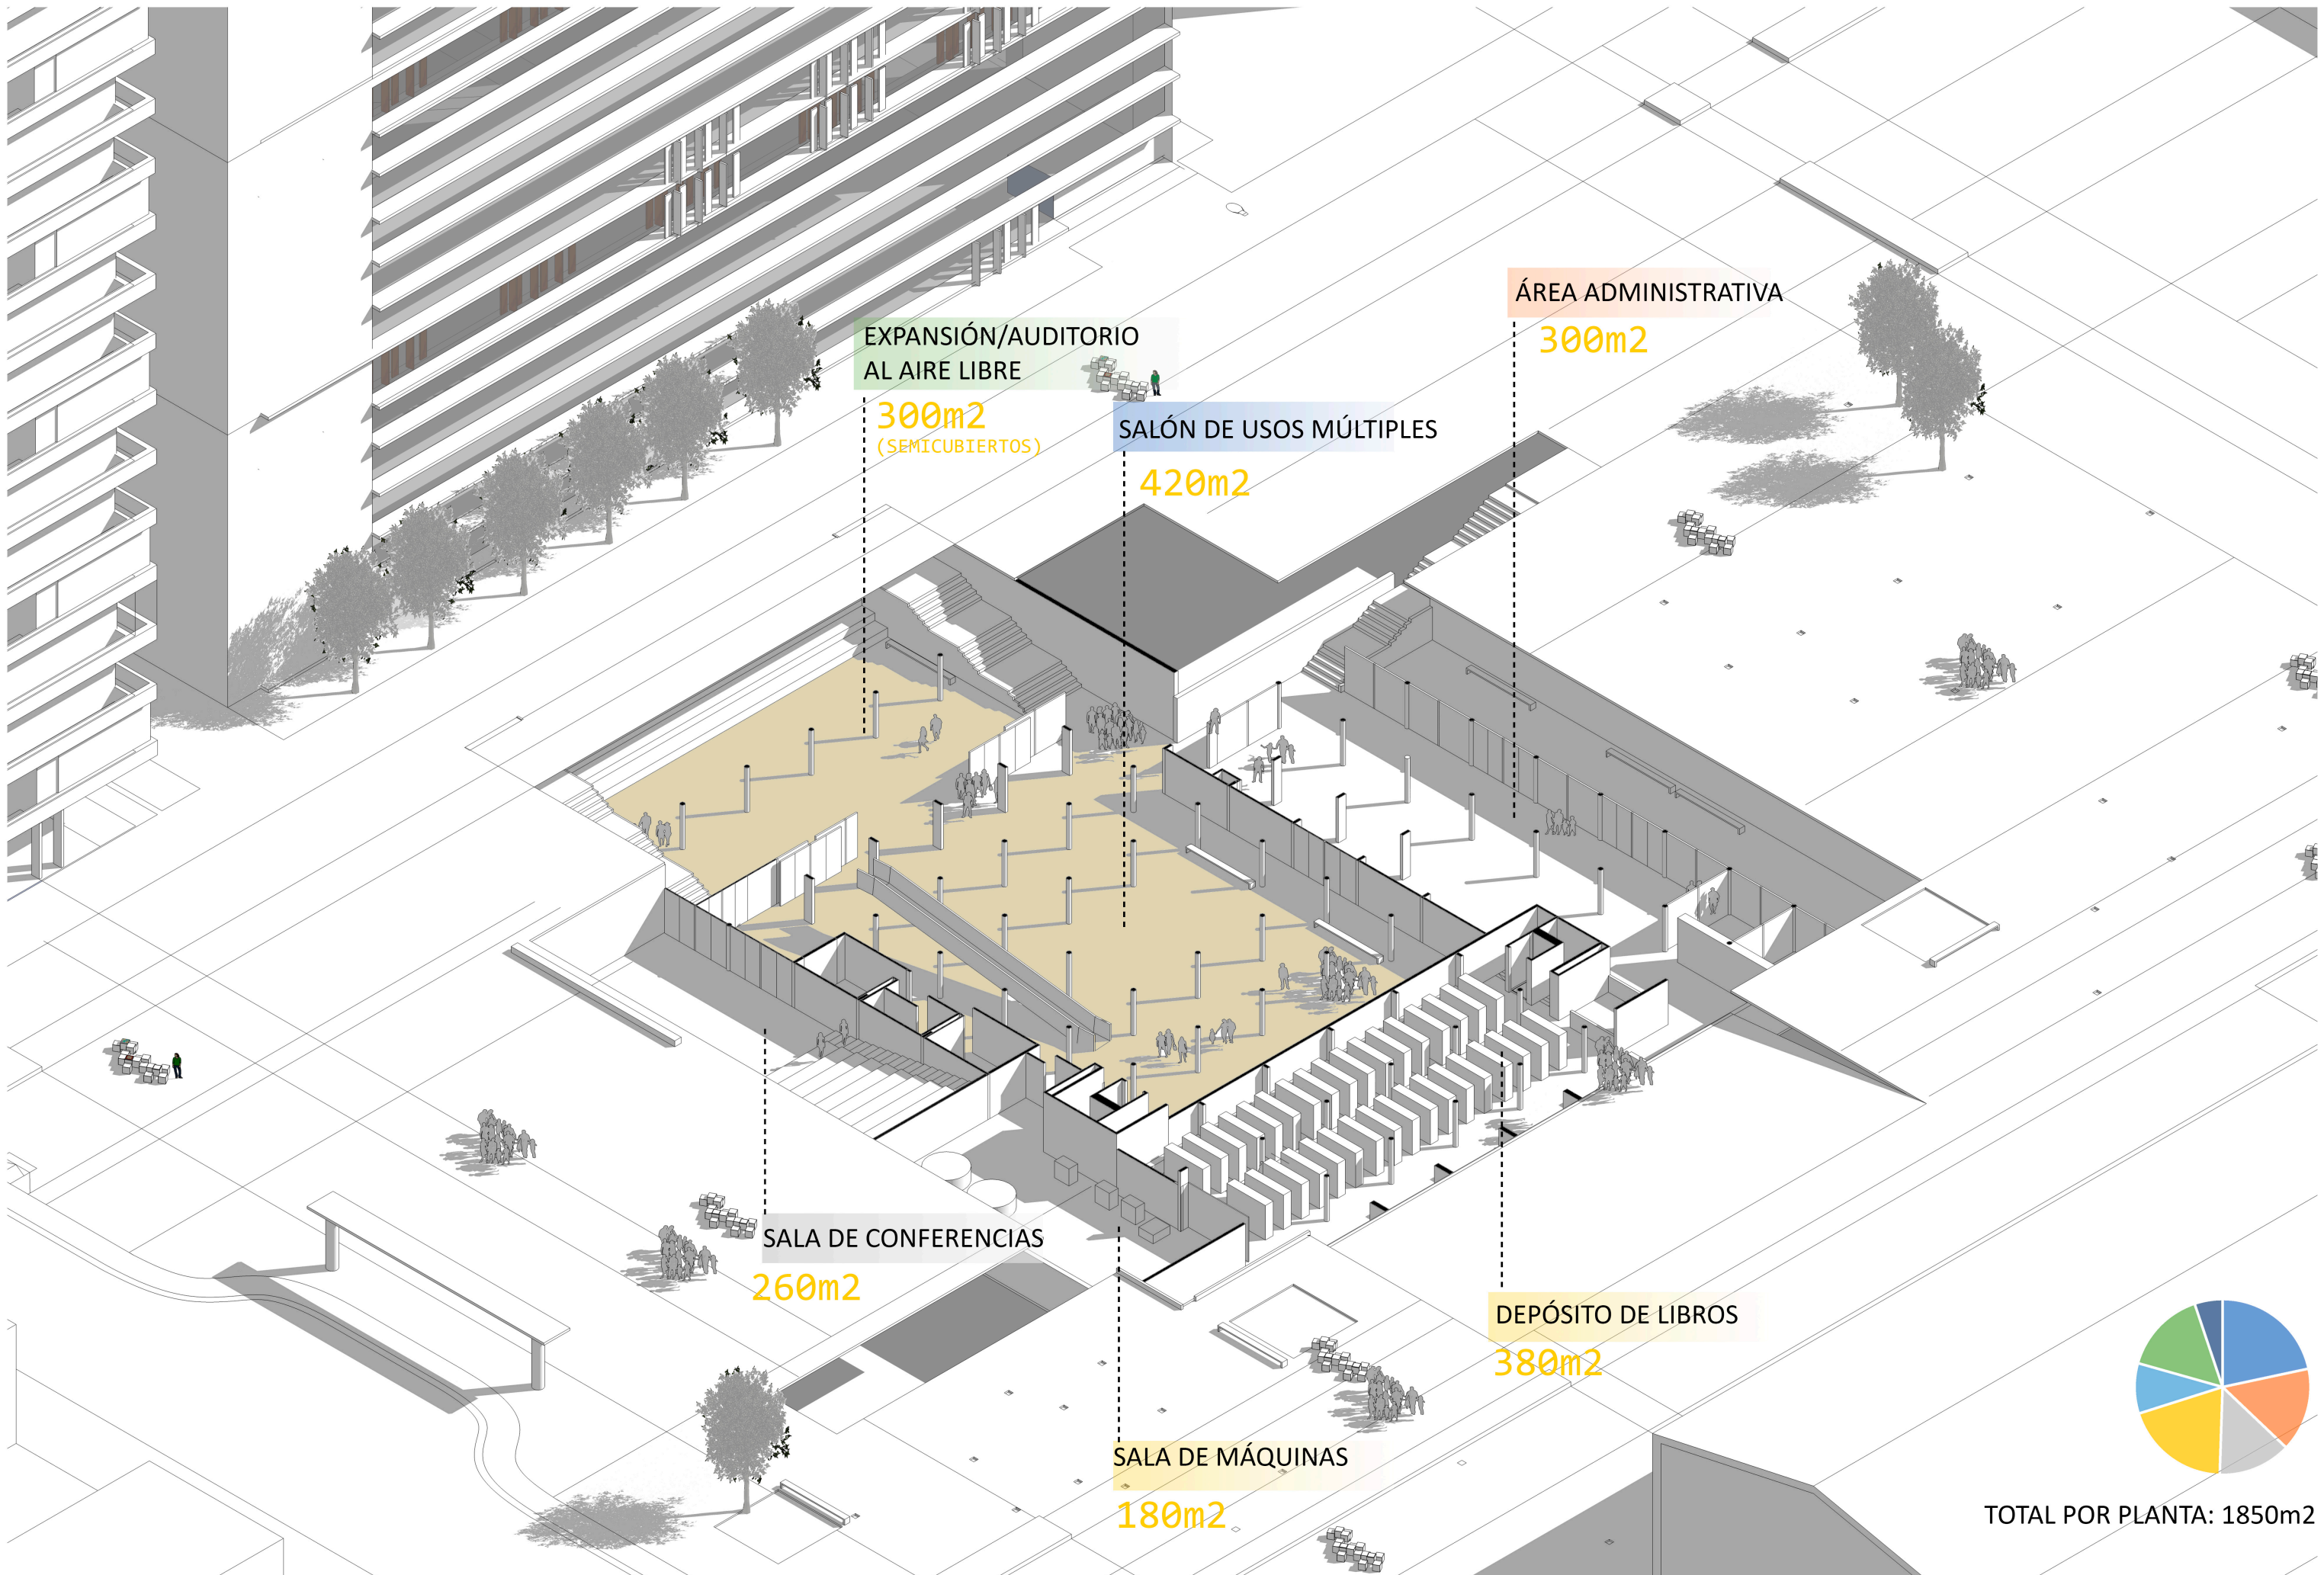 ÁREA ADMINISTRATIVA
300m2
EXPANSIÓN/AUDITORIO
AL AIRE LIBRE
300m2
(SEMICUBIERTOS)
SALÓN DE USOS MÚLTIPLES
420m2
SALA DE CONFERENCIAS
260m2
DEPÓSITO DE LIBROS
380m2
SALA DE MÁQUINAS
180m2
TOTAL POR PLANTA: 1850m2